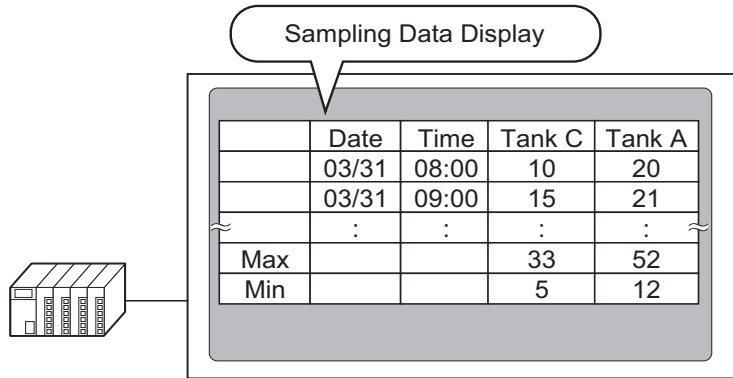 Sampling Data Display
Date Time Tank C Tank A
03/31 08:00 10 20
03/31 09:00 15 21
: : : :
Max 33 52
Min 5 12